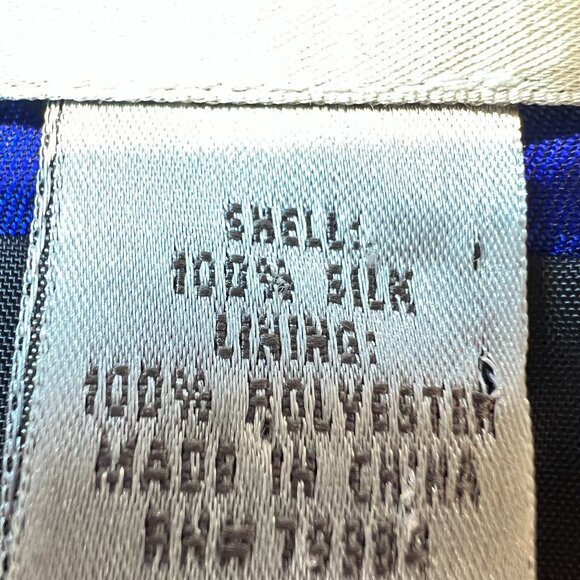 SHELL:
100% SILK
LINING:
100% POLYESTER
MADE IN CHINA
RN#